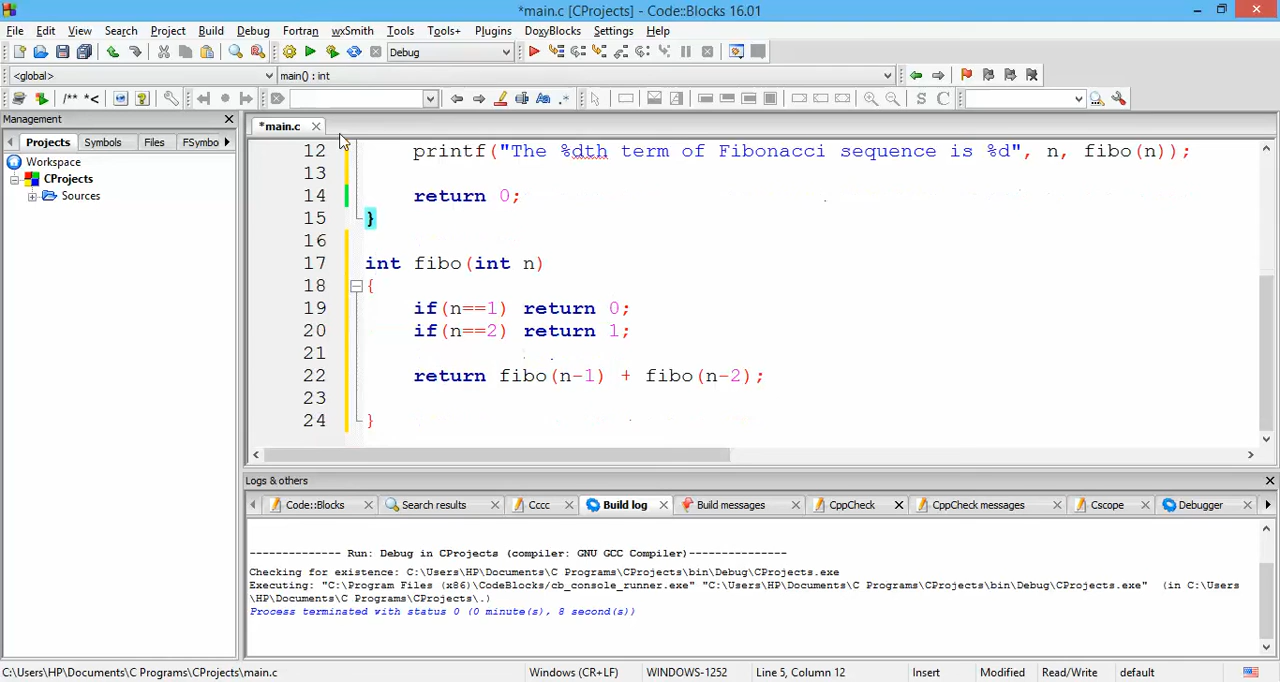 *main.c [CProjects] - Code::Blocks 16.01
File Edit View Search Project Build Debug Fortran wxSmith Tools Tools+ Plugins DoxyBlocks Settings Help
Debug
<global> main() : int
/** *< S C
Management
Projects Symbols Files FSymbo
Workspace
CProjects
Sources
*main.c
12 printf("The %dth term of Fibonacci sequence is %d", n, fibo(n));
13
14 return 0;
15 }
16
17 int fibo(int n)
18 {
19 if(n==1) return 0;
20 if(n==2) return 1;
21
22 return fibo(n-1) + fibo(n-2);
23
24 }
Logs & others
Code::Blocks Search results Cccc Build log Build messages CppCheck CppCheck messages Cscope Debugger
-------------- Run: Debug in CProjects (compiler: GNU GCC Compiler)---------------
Checking for existence: C:\Users\HP\Documents\C Programs\CProjects\bin\Debug\CProjects.exe
Executing: "C:\Program Files (x86)\CodeBlocks/cb_console_runner.exe" "C:\Users\HP\Documents\C Programs\CProjects\bin\Debug\CProjects.exe"  (in C:\Users
\HP\Documents\C Programs\CProjects\.)
Process terminated with status 0 (0 minute(s), 8 second(s))
C:\Users\HP\Documents\C Programs\CProjects\main.c Windows (CR+LF) WINDOWS-1252 Line 5, Column 12 Insert Modified Read/Write default